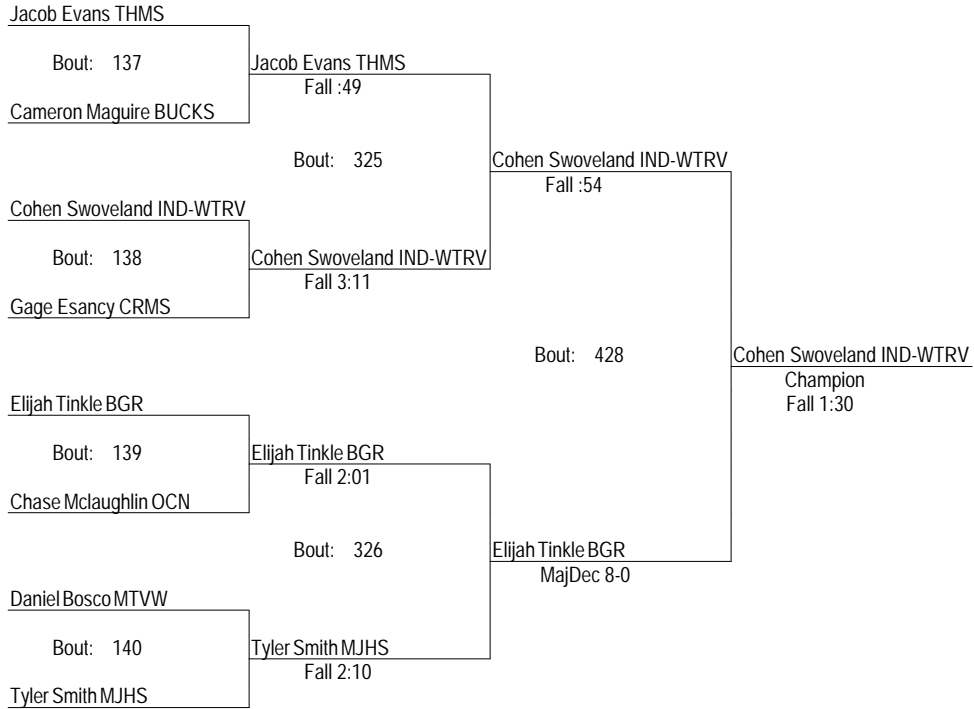 Jacob Evans THMS
Bout: 137
Jacob Evans THMS
Fall :49
Cameron Maguire BUCKS
Bout: 325
Cohen Swoveland IND-WTRV
Fall :54
Cohen Swoveland IND-WTRV
Bout: 138
Cohen Swoveland IND-WTRV
Fall 3:11
Gage Esancy CRMS
Bout: 428
Cohen Swoveland IND-WTRV
Champion
Fall 1:30
Elijah Tinkle BGR
Bout: 139
Elijah Tinkle BGR
Fall 2:01
Chase Mclaughlin OCN
Bout: 326
Elijah Tinkle BGR
MajDec 8-0
Daniel Bosco MTVW
Bout: 140
Tyler Smith MJHS
Fall 2:10
Tyler Smith MJHS